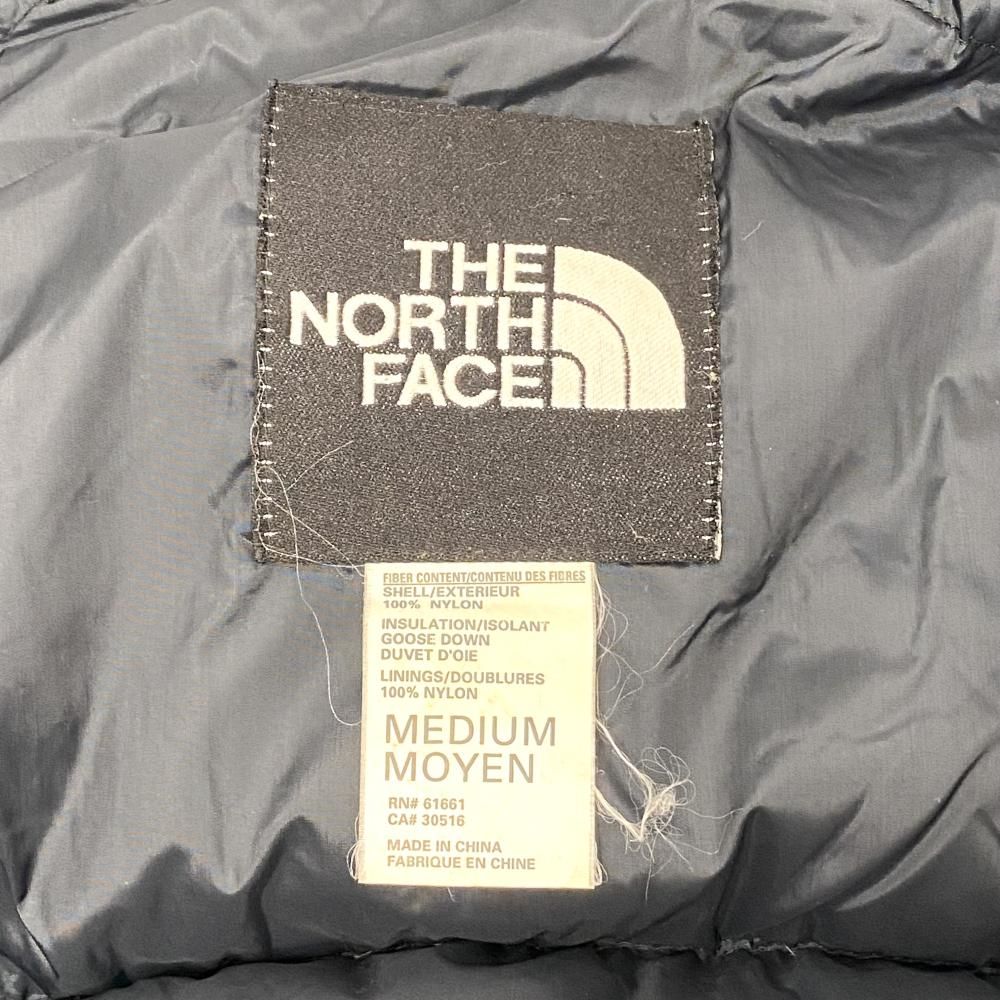 THE
NORTH
FACE
FIBER CONTENT/CONTENU DES FIBRES
SHELL/EXTERIEUR
100% NYLON
INSULATION/ISOLANT
GOOSE DOWN
DUVET D'OIE
LININGS/DOUBLURES
100% NYLON
MEDIUM
MOYEN
RN# 61661
CA# 30516
MADE IN CHINA
FABRIQUE EN CHINE